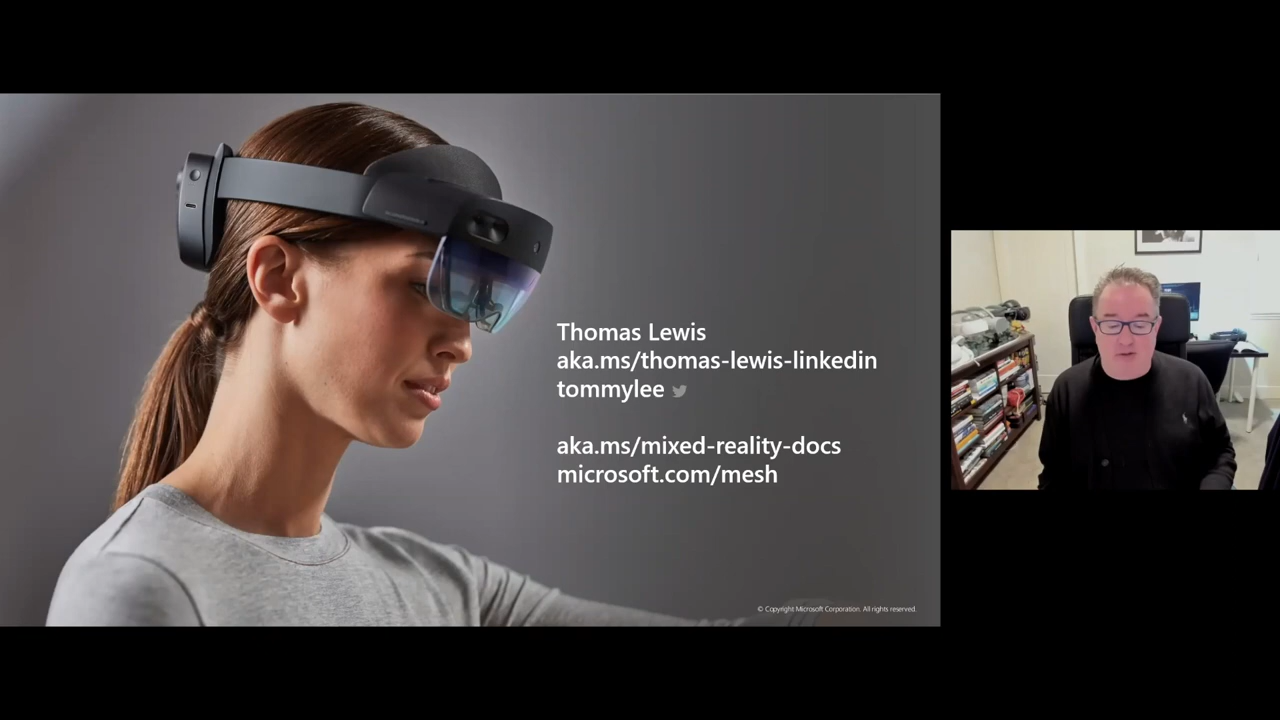 Thomas Lewis
aka.ms/thomas-lewis-linkedin
tommylee
aka.ms/mixed-reality-docs
microsoft.com/mesh
© Copyright Microsoft Corporation. All rights reserved.